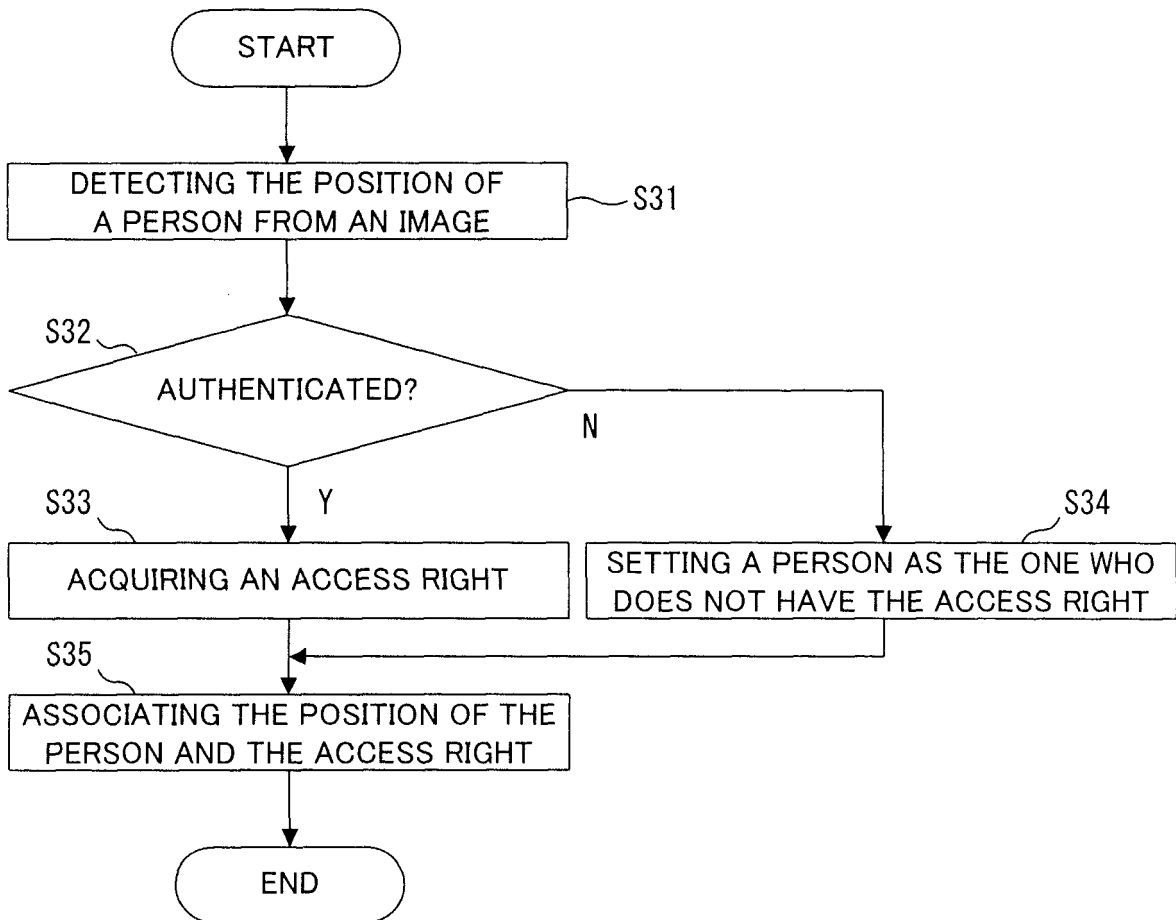 START
DETECTING THE POSITION OF
A PERSON FROM AN IMAGE
S31
S32
AUTHENTICATED?
N
Y
S33
ACQUIRING AN ACCESS RIGHT
S34
SETTING A PERSON AS THE ONE WHO
DOES NOT HAVE THE ACCESS RIGHT
S35
ASSOCIATING THE POSITION OF THE
PERSON AND THE ACCESS RIGHT
END